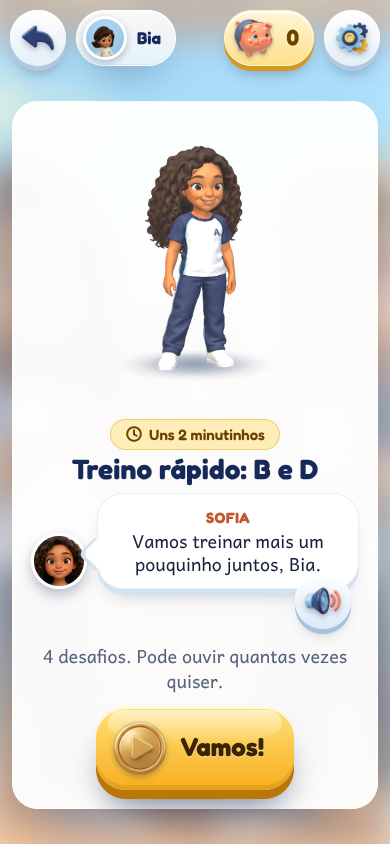 Bia
0
Uns 2 minutinhos
Treino rápido: B e D
SOFIA
Vamos treinar mais um
pouquinho juntos, Bia.
4 desafios. Pode ouvir quantas vezes
quiser.
Vamos!